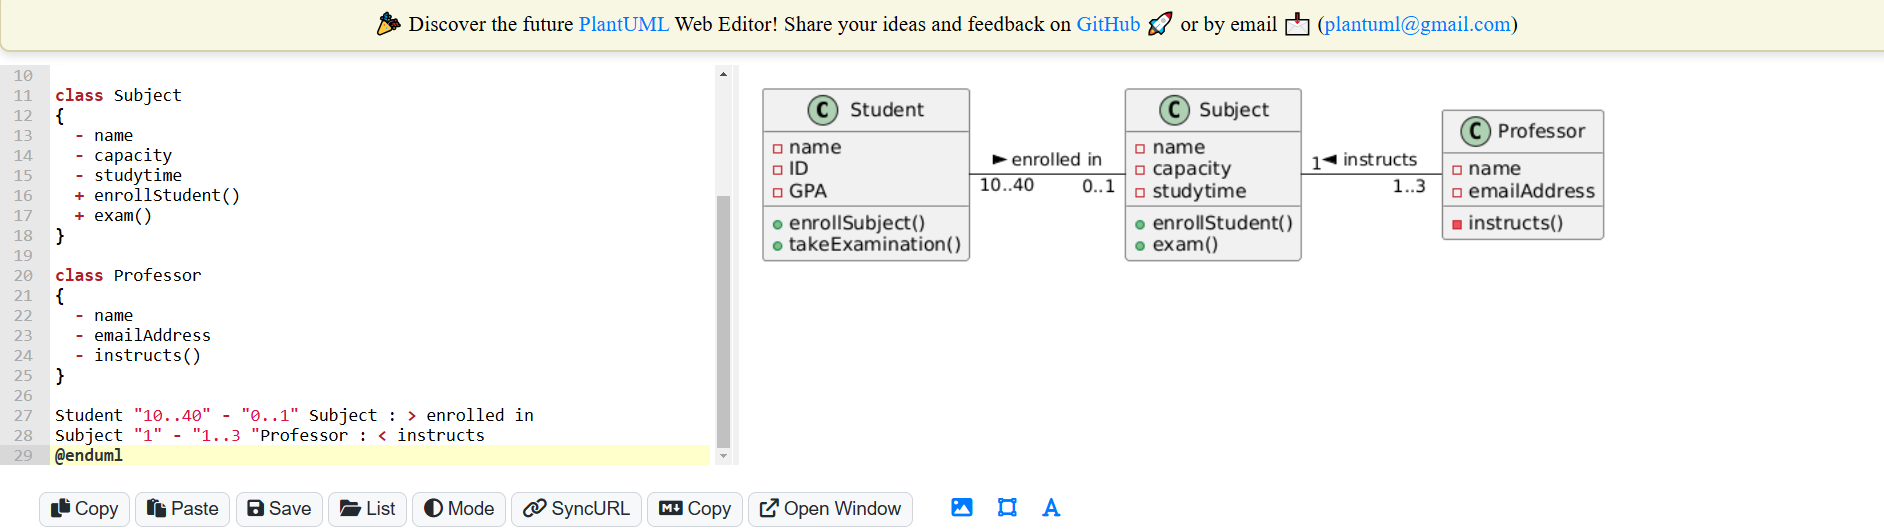 Discover the future PlantUML Web Editor! Share your ideas and feedback on GitHub or by email (plantuml@gmail.com)
10
11 class Subject
12 {
13 - name
14 - capacity
15 - studytime
16 + enrollStudent()
17 + exam()
18 }
19
20 class Professor
21 {
22 - name
23 - emailAddress
24 - instructs()
25 }
26
27 Student "10..40" - "0..1" Subject : > enrolled in
28 Subject "1" - "1..3 "Professor : < instructs
29 @enduml
C Student
name
ID
GPA
enrollSubject()
takeExamination()
enrolled in
10..40 0..1
C Subject
name
capacity
studytime
enrollStudent()
exam()
1 instructs
1..3
C Professor
name
emailAddress
instructs()
Copy Paste Save List Mode SyncURL M Copy Open Window A